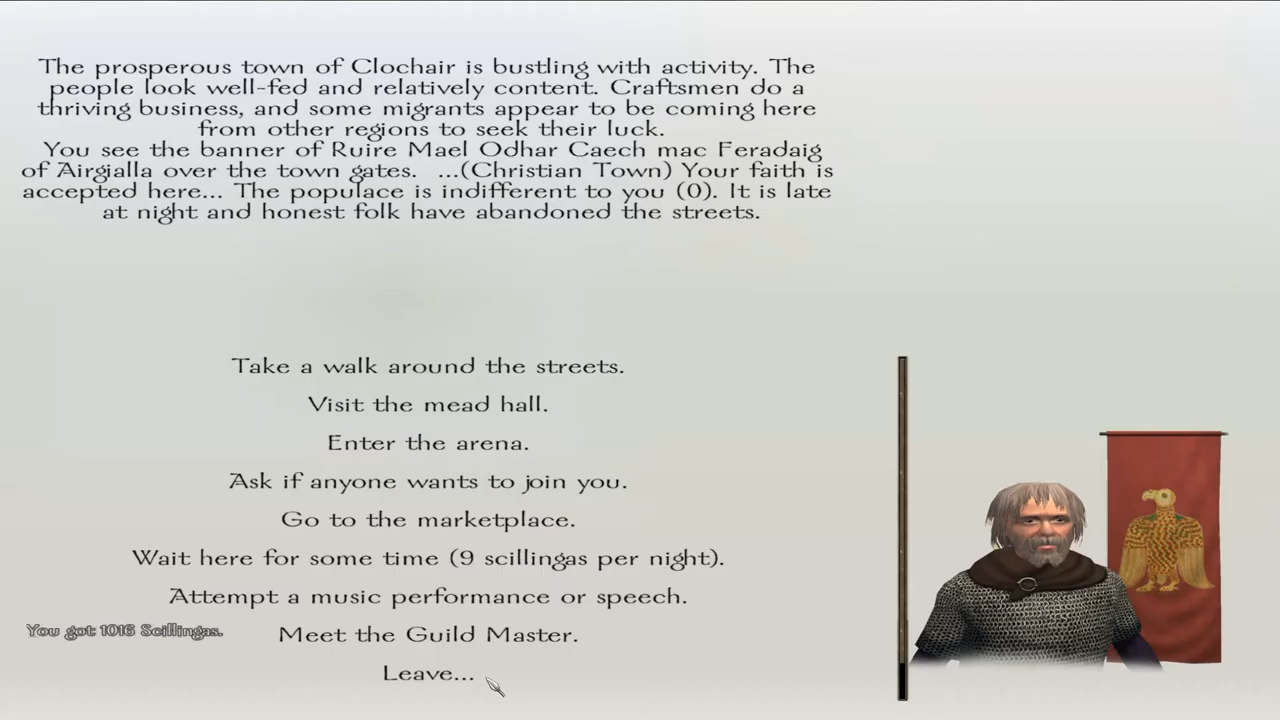 The prosperous town of Clochair is bustling with activity. The
people look well-fed and relatively content. Craftsmen do a
thriving business, and some migrants appear to be coming here
from other regions to seek their luck.
You see the banner of Ruire Mael Odhar Caech mac Feradaig
of Airgialla over the town gates.  ...(Christian Town) Your faith is
accepted here... The populace is indifferent to you (0). It is late
at night and honest folk have abandoned the streets.
Take a walk around the streets.
Visit the mead hall.
Enter the arena.
Ask if anyone wants to join you.
Go to the marketplace.
Wait here for some time (9 scillingas per night).
Attempt a music performance or speech.
You got 1016 Scillingas.
Meet the Guild Master.
Leave...